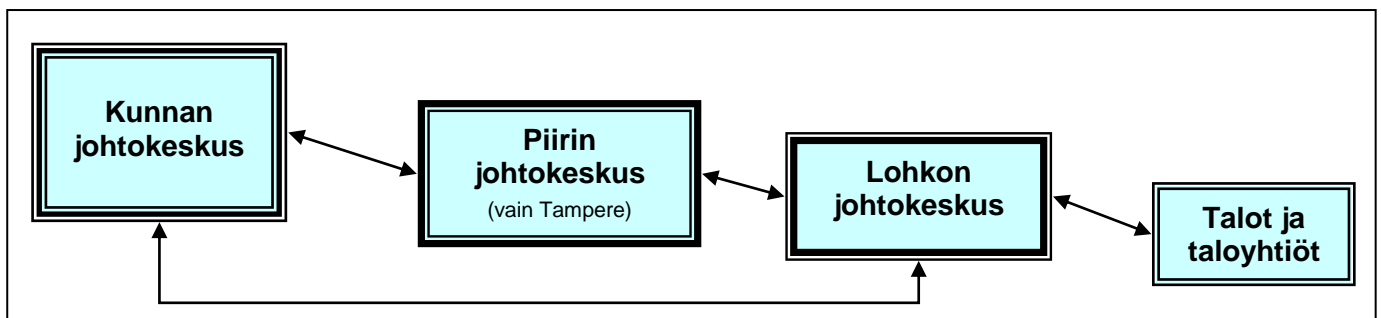 Kunnan
johtokeskus
Piirin
johtokeskus
(vain Tampere)
Lohkon
johtokeskus
Talot ja
taloyhtiöt